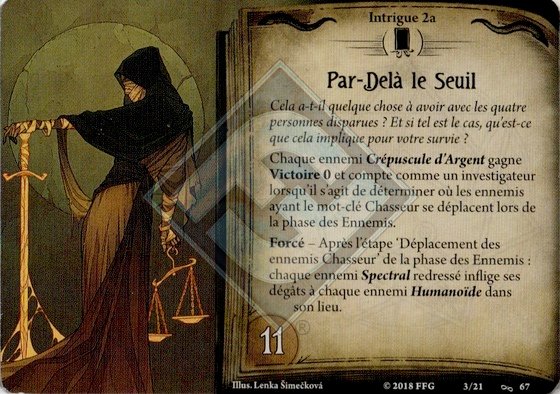 Intrigue 2a
Par-Delà le Seuil
Cela a-t-il quelque chose à avoir avec les quatre
personnes disparues ? Et si tel est le cas, qu'est-ce
que cela implique pour votre survie ?
Chaque ennemi Crépuscule d'Argent gagne
Victoire 0 et compte comme un investigateur
lorsqu'il s'agit de déterminer où les ennemis
ayant le mot-clé Chasseur se déplacent lors de
la phase des Ennemis.
Forcé – Après l'étape 'Déplacement des
ennemis Chasseur' de la phase des Ennemis :
chaque ennemi Spectral redressé inflige ses
dégâts à chaque ennemi Humanoïde dans
son lieu.
11
Illus. Lenka Šimečková
© 2018 FFG
3/21
67